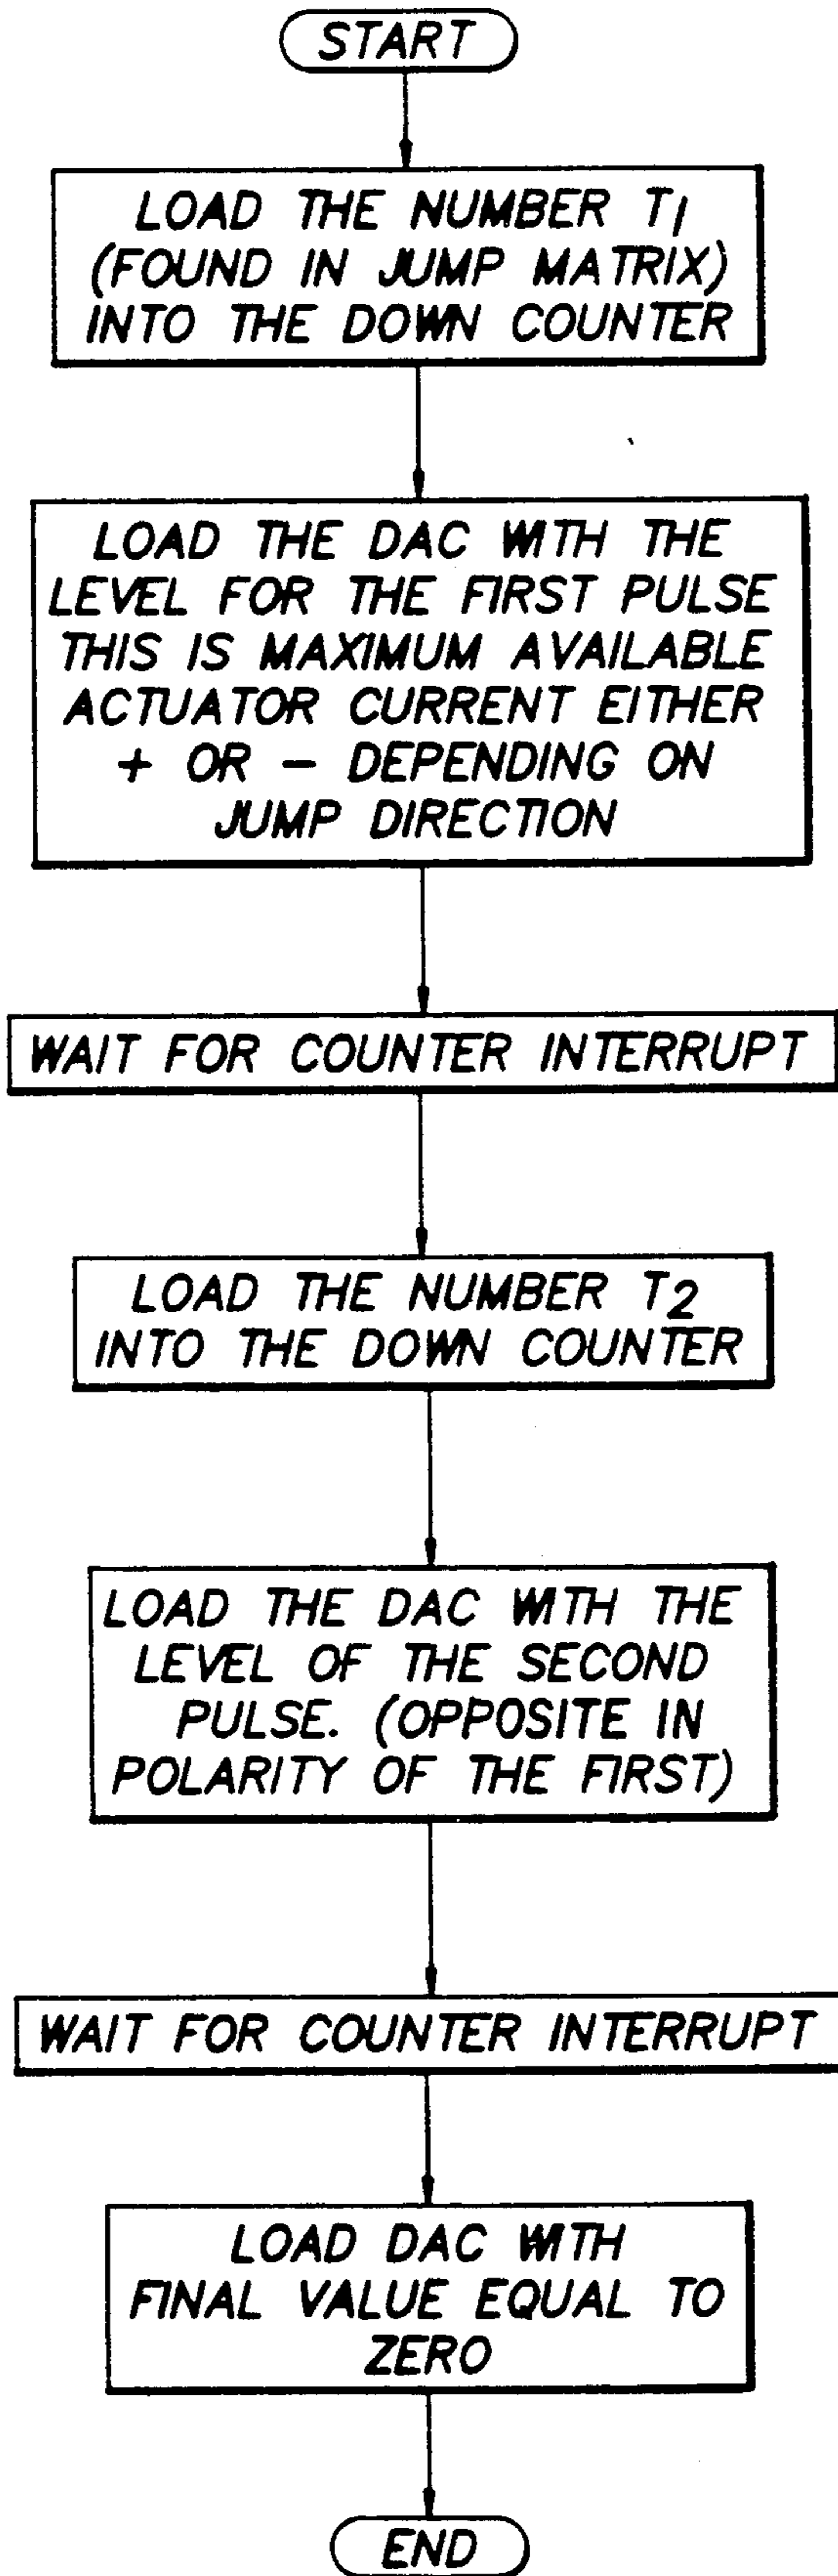 START
LOAD THE NUMBER T1
(FOUND IN JUMP MATRIX)
INTO THE DOWN COUNTER
LOAD THE DAC WITH THE
LEVEL FOR THE FIRST PULSE
THIS IS MAXIMUM AVAILABLE
ACTUATOR CURRENT EITHER
+ OR - DEPENDING ON
JUMP DIRECTION
WAIT FOR COUNTER INTERRUPT
LOAD THE NUMBER T2
INTO THE DOWN COUNTER
LOAD THE DAC WITH THE
LEVEL OF THE SECOND
PULSE. (OPPOSITE IN
POLARITY OF THE FIRST)
WAIT FOR COUNTER INTERRUPT
LOAD DAC WITH
FINAL VALUE EQUAL TO
ZERO
END